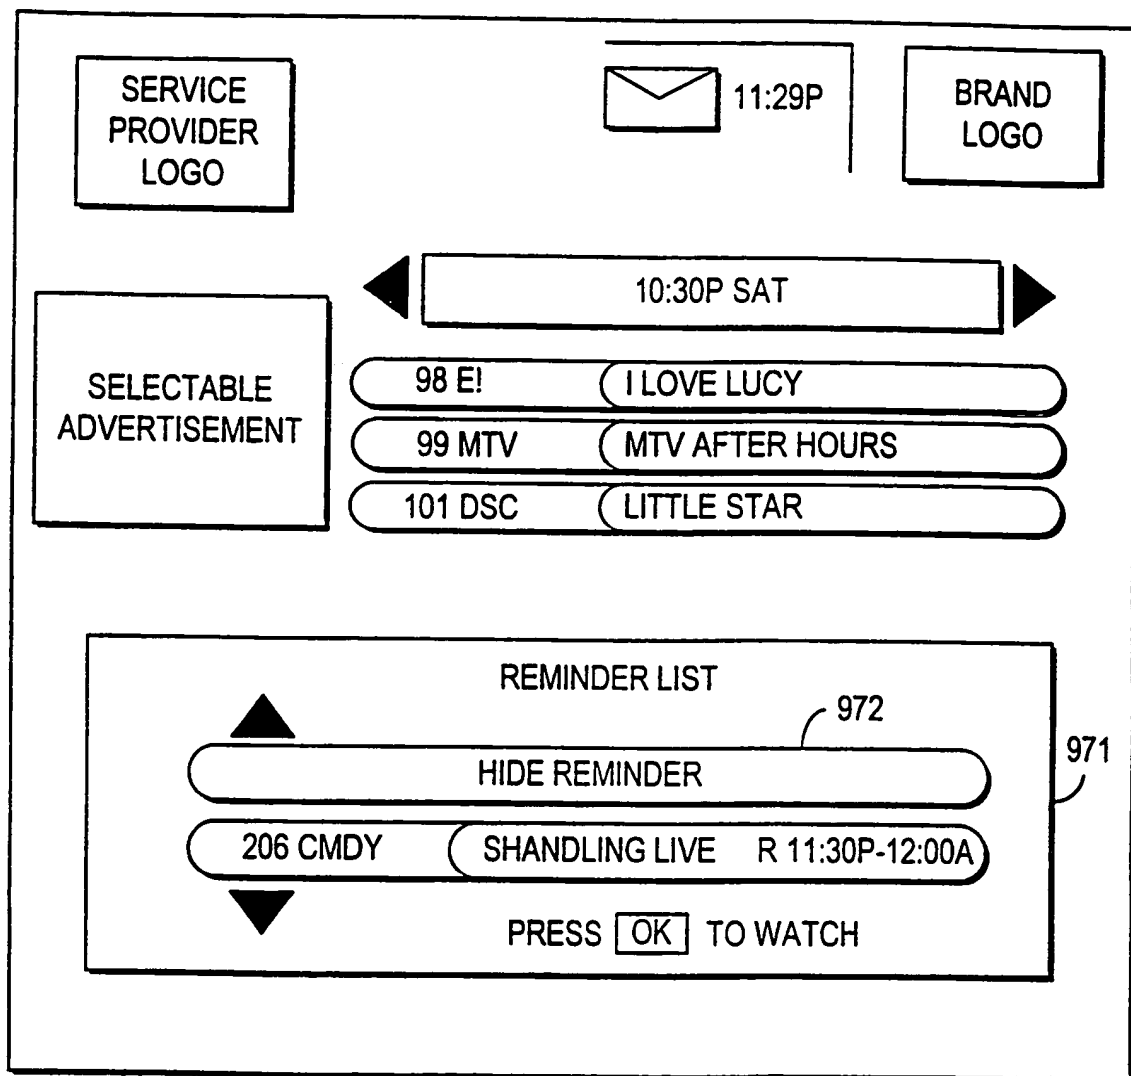 SERVICE
PROVIDER
LOGO
11:29P
BRAND
LOGO
10:30P SAT
SELECTABLE
ADVERTISEMENT
98 E! I LOVE LUCY
99 MTV MTV AFTER HOURS
101 DSC LITTLE STAR
REMINDER LIST
972
971
HIDE REMINDER
206 CMDY SHANDLING LIVE R 11:30P-12:00A
PRESS OK TO WATCH